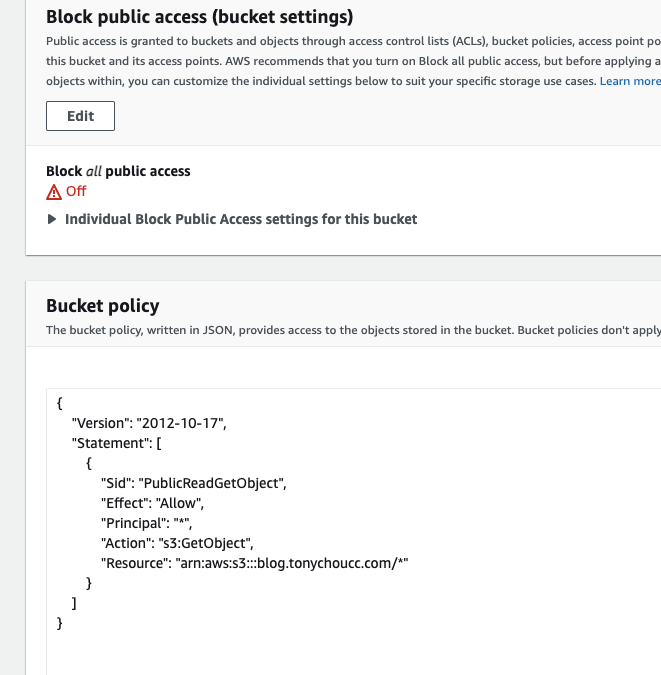 Block public access (bucket settings)
Public access is granted to buckets and objects through access control lists (ACLs), bucket policies, access point po
this bucket and its access points. AWS recommends that you turn on Block all public access, but before applying a
objects within, you can customize the individual settings below to suit your specific storage use cases. Learn more
Edit
Block all public access
Off
Individual Block Public Access settings for this bucket
Bucket policy
The bucket policy, written in JSON, provides access to the objects stored in the bucket. Bucket policies don't apply
{
"Version": "2012-10-17",
"Statement": [
{
"Sid": "PublicReadGetObject",
"Effect": "Allow",
"Principal": "*",
"Action": "s3:GetObject",
"Resource": "arn:aws:s3:::blog.tonychoucc.com/*"
}
]
}